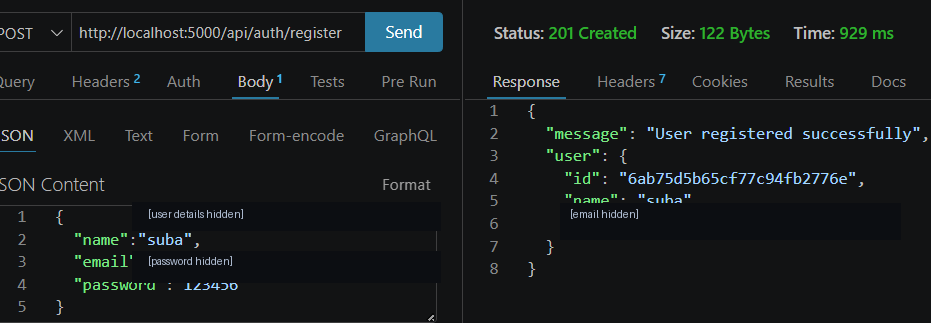 POST http://localhost:5000/api/auth/register Send
Query Headers 2 Auth Body 1 Tests Pre Run
JSON XML Text Form Form-encode GraphQL
JSON Content Format
1 {
[user details hidden]
2 "name":"suba",
3 "email"
[password hidden]
4 "password": 123456
5 }
Status: 201 Created Size: 122 Bytes Time: 929 ms
Response Headers 7 Cookies Results Docs
1 {
2 "message": "User registered successfully",
3 "user": {
4 "id": "6ab75d5b65cf77c94fb2776e",
5 "name": "suba"
[email hidden]
6
7 }
8 }